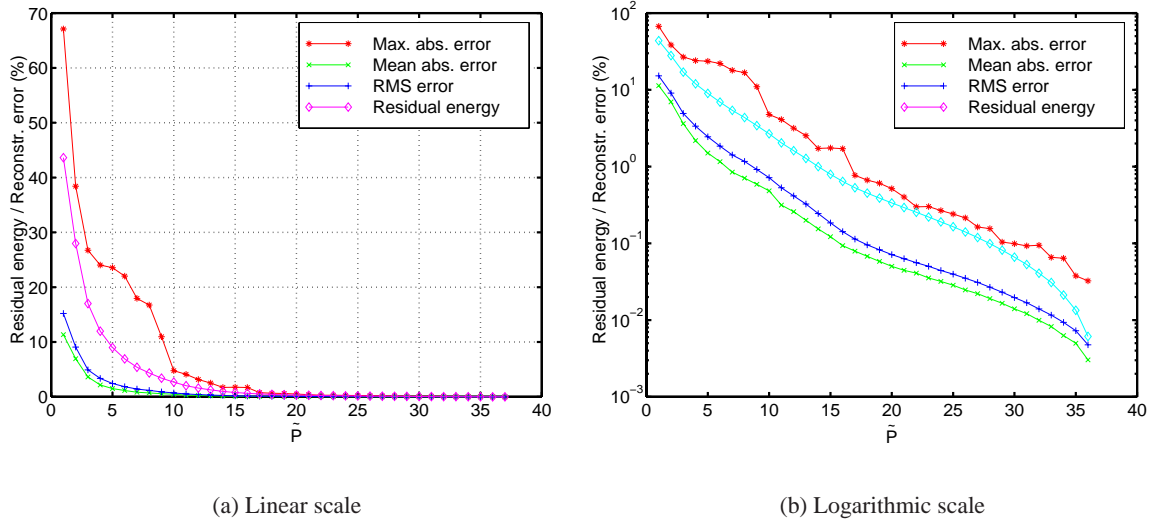 70
60
50
40
30
20
10
0
Residual energy / Reconstr. error (%)
Max. abs. error
Mean abs. error
RMS error
Residual energy
0 5 10 15 20 25 30 35 40
P̃
(a) Linear scale
10²
10¹
10⁰
10⁻¹
10⁻²
10⁻³
Residual energy / Reconstr. error (%)
Max. abs. error
Mean abs. error
RMS error
Residual energy
0 5 10 15 20 25 30 35 40
P̃
(b) Logarithmic scale